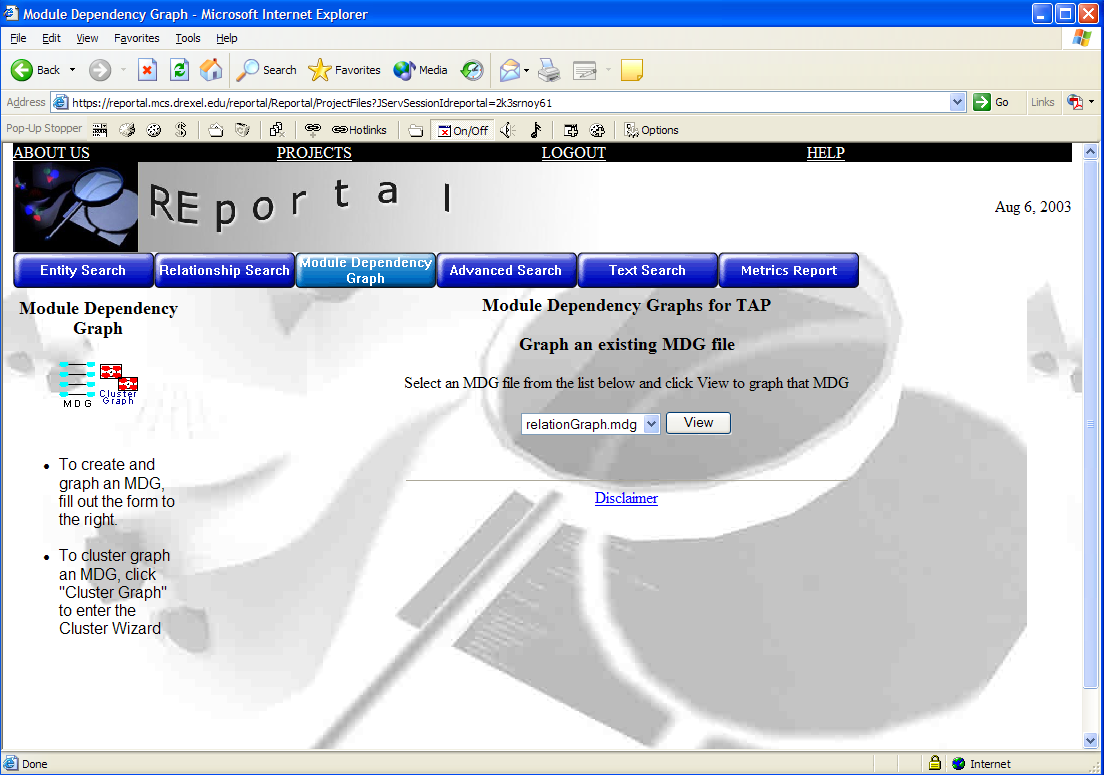 Module Dependency Graph - Microsoft Internet Explorer
File Edit View Favorites Tools Help
Back Search Favorites Media
Address https://reportal.mcs.drexel.edu/reportal/Reportal/ProjectFiles?JServSessionIdreportal=2k3srnoy61 Go Links
Pop-Up Stopper Hotlinks On/Off Options
ABOUT US PROJECTS LOGOUT HELP
REportal
Aug 6, 2003
Entity Search Relationship Search Module Dependency Graph Advanced Search Text Search Metrics Report
Module Dependency
Graph
MDG
Cluster
Graph
• To create and
graph an MDG,
fill out the form to
the right.
• To cluster graph
an MDG, click
"Cluster Graph"
to enter the
Cluster Wizard
Module Dependency Graphs for TAP
Graph an existing MDG file
Select an MDG file from the list below and click View to graph that MDG
relationGraph.mdg View
Disclaimer
Done Internet